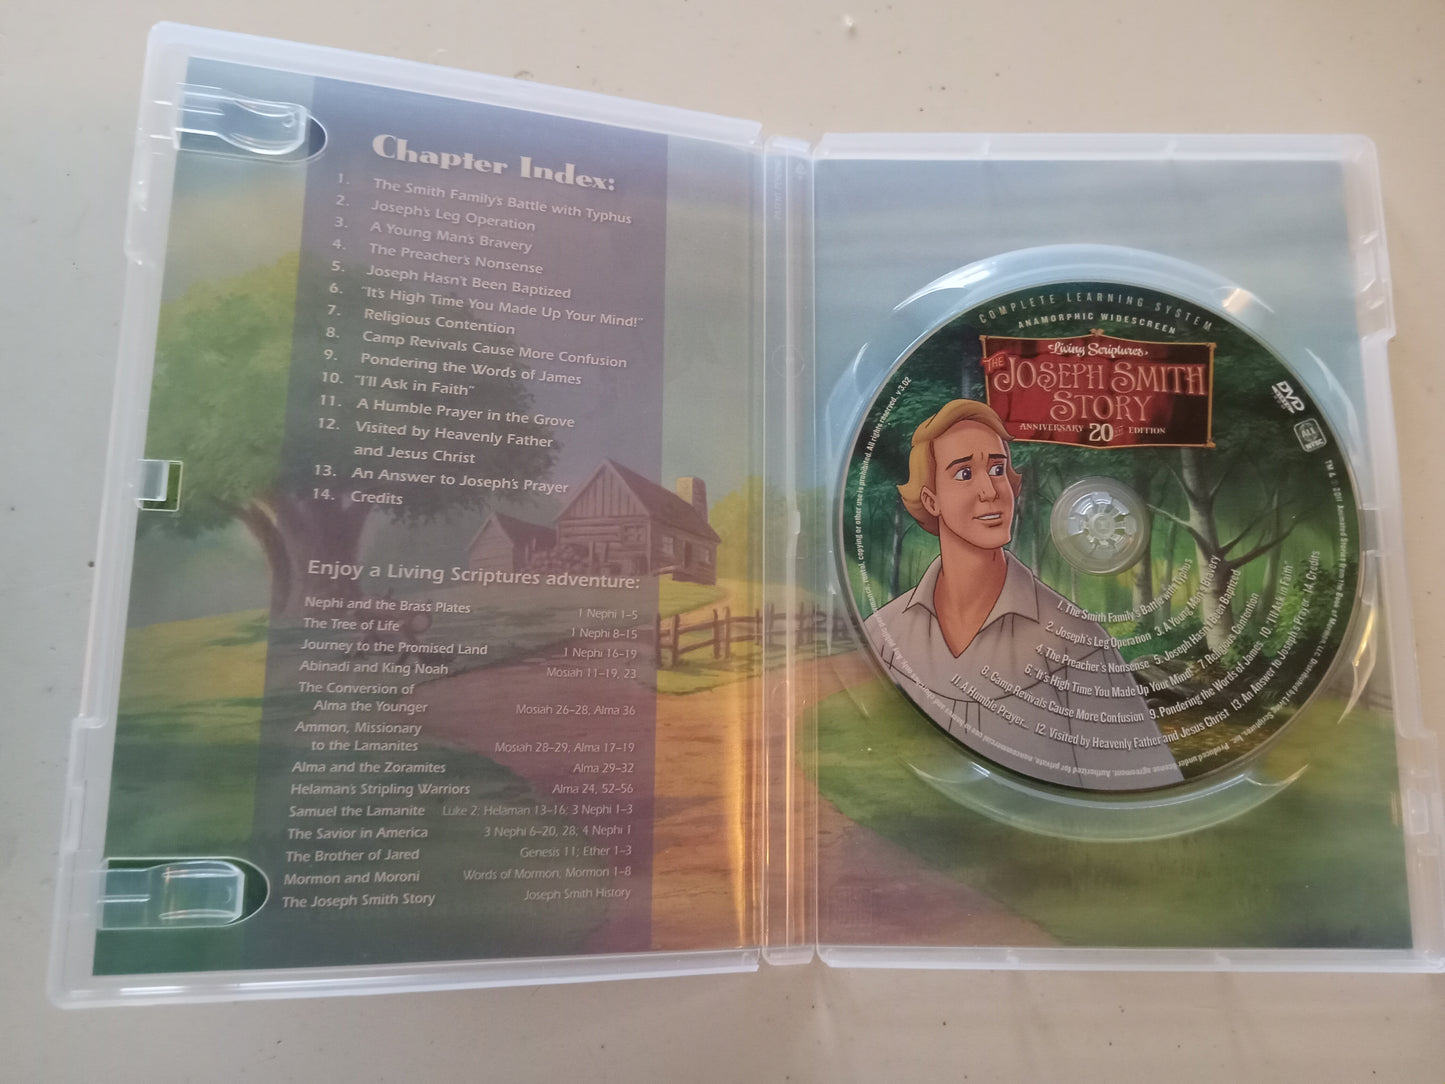 Chapter Index:
1. The Smith Family's Battle with Typhus
2. Joseph's Leg Operation
3. A Young Man's Bravery
4. The Preacher's Nonsense
5. Joseph Hasn't Been Baptized
6. "It's High Time You Made Up Your Mind!"
7. Religious Contention
8. Camp Revivals Cause More Confusion
9. Pondering the Words of James
10. "I'll Ask in Faith"
11. A Humble Prayer in the Grove
12. Visited by Heavenly Father
and Jesus Christ
13. An Answer to Joseph's Prayer
14. Credits
Enjoy a Living Scriptures adventure:
Nephi and the Brass Plates 1 Nephi 1–5
The Tree of Life 1 Nephi 8–15
Journey to the Promised Land 1 Nephi 16–19
Abinadi and King Noah Mosiah 11–19, 23
The Conversion of
Alma the Younger Mosiah 26–28, Alma 36
Ammon, Missionary
to the Lamanites Mosiah 28–29, Alma 17–19
Alma and the Zoramites Alma 29–32
Helaman's Stripling Warriors Alma 24, 52–56
Samuel the Lamanite Luke 2; Helaman 13–16; 3 Nephi 1–3
The Savior in America 3 Nephi 6–20, 28; 4 Nephi 1
The Brother of Jared Genesis 11; Ether 1–3
Mormon and Moroni Words of Mormon, Mormon 1–8
The Joseph Smith Story Joseph Smith History
COMPLETE LEARNING SYSTEM
ANAMORPHIC WIDESCREEN
Living Scriptures
THE JOSEPH SMITH
STORY
ANNIVERSARY 20TH EDITION
DVD
ALL
NTSC
1. The Smith Family's Battle with Typhus
2. Joseph's Leg Operation 3. A Young Man's Bravery
4. The Preacher's Nonsense 5. Joseph Hasn't Been Baptized
6. "It's High Time You Made Up Your Mind!" 7. Religious Contention
8. Camp Revivals Cause More Confusion 9. Pondering the Words of James 10. "I'll Ask in Faith"
11. A Humble Prayer... 12. Visited by Heavenly Father and Jesus Christ 13. An Answer to Joseph's Prayer 14. Credits
prohibited. All rights reserved. v.3.02